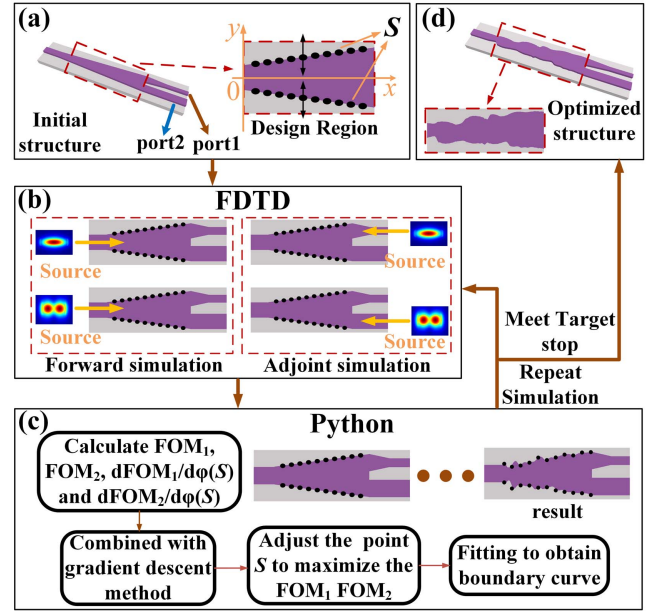 (a)
y
S
0
x
Initial
structure
port2
port1
Design Region
(d)
Optimized
structure
(b)
FDTD
Source
Source
Source
Source
Forward simulation
Adjoint simulation
Meet Target
stop
Repeat
Simulation
(c)
Python
Calculate FOM₁,
FOM₂, dFOM₁/dφ(S)
and dFOM₂/dφ(S)
result
Combined with
gradient descent
method
Adjust the point
S to maximize the
FOM₁ FOM₂
Fitting to obtain
boundary curve